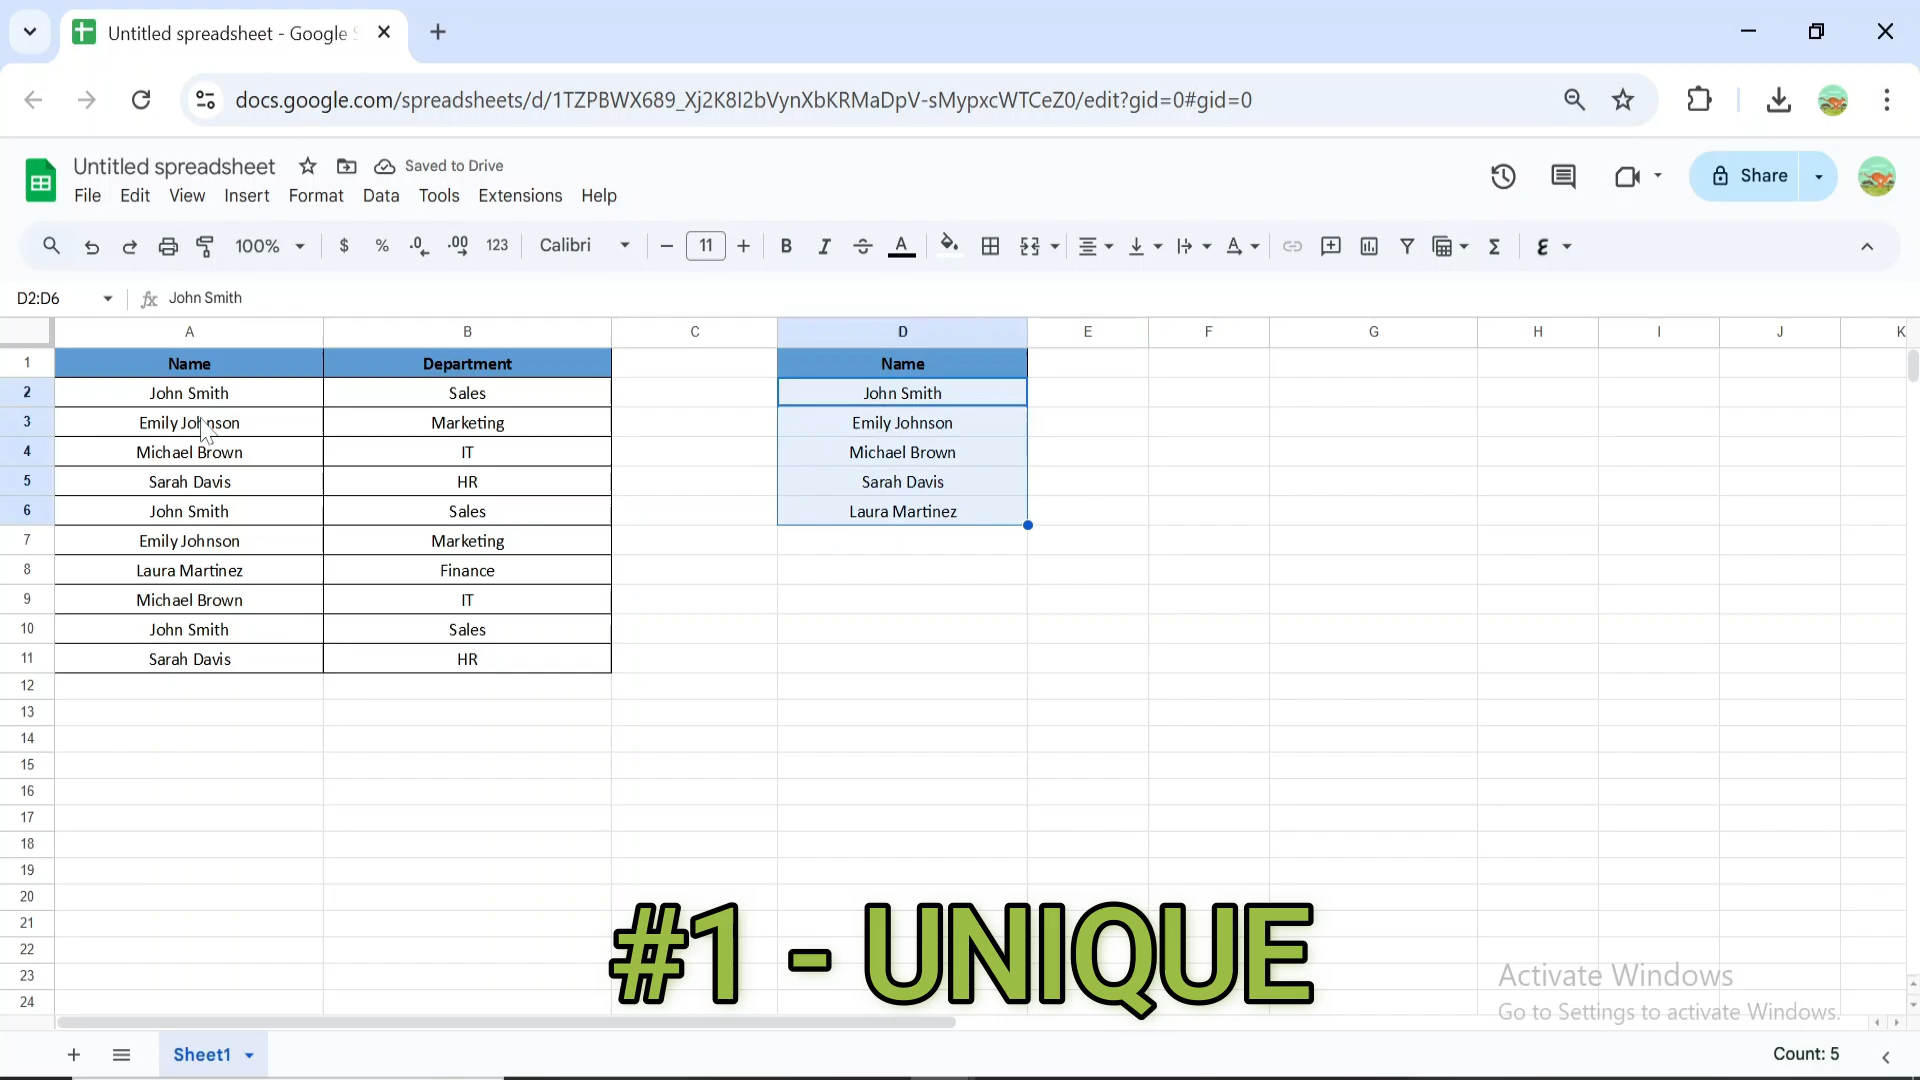 Untitled spreadsheet - Google S
docs.google.com/spreadsheets/d/1TZPBWX689_Xj2K8I2bVynXbKRMaDpV-sMypxcWTCeZ0/edit?gid=0#gid=0
Untitled spreadsheet Saved to Drive
File Edit View Insert Format Data Tools Extensions Help
Share
100% $ % .0 .00 123 Calibri 11 B I A
D2:D6 fx John Smith
A B C D E F G H I J K
1 Name Department Name
2 John Smith Sales John Smith
3 Emily Johnson Marketing Emily Johnson
4 Michael Brown IT Michael Brown
5 Sarah Davis HR Sarah Davis
6 John Smith Sales Laura Martinez
7 Emily Johnson Marketing
8 Laura Martinez Finance
9 Michael Brown IT
10 John Smith Sales
11 Sarah Davis HR
12
13
14
15
16
17
18
19
20
21
22
23
24
#1 - UNIQUE
Activate Windows
Go to Settings to activate Windows.
Sheet1 Count: 5